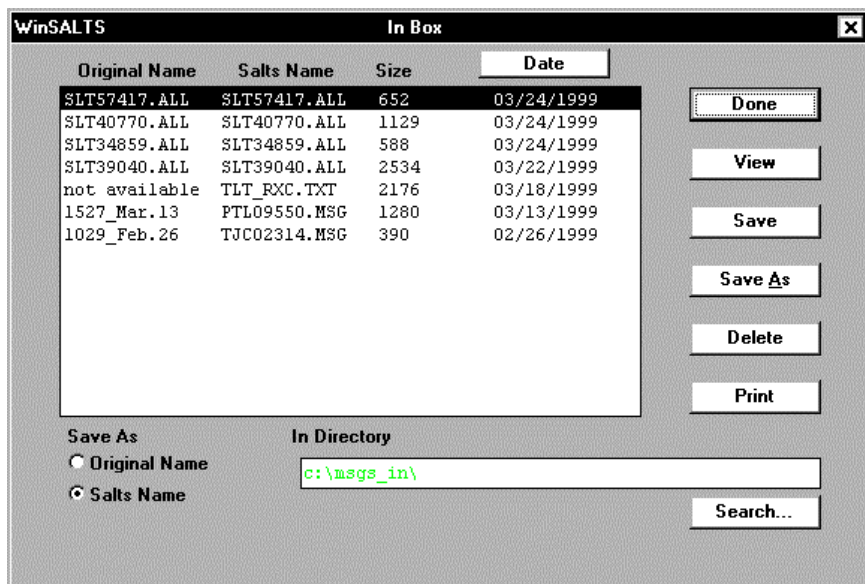 WinSALTS In Box
Original Name Salts Name Size Date
SLT57417.ALL SLT57417.ALL 652 03/24/1999
SLT40770.ALL SLT40770.ALL 1129 03/24/1999
SLT34859.ALL SLT34859.ALL 588 03/24/1999
SLT39040.ALL SLT39040.ALL 2534 03/22/1999
not available TLT_RXC.TXT 2176 03/18/1999
1527_Mar.13 PTL09550.MSG 1280 03/13/1999
1029_Feb.26 TJC02314.MSG 390 02/26/1999
Done
View
Save
Save As
Delete
Print
Save As
Original Name
Salts Name
In Directory
c:\msgs_in\
Search...